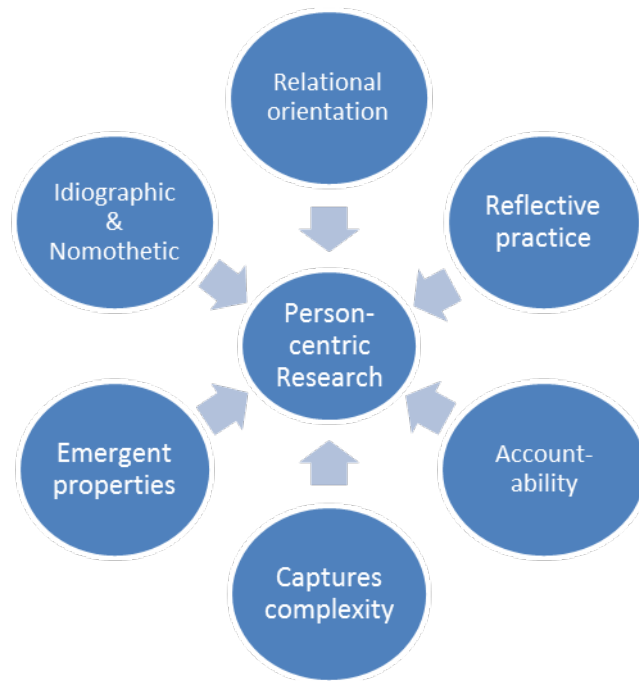 Relational
orientation
Idiographic
&
Nomothetic
Reflective
practice
Person-
centric
Research
Emergent
properties
Account-
ability
Captures
complexity